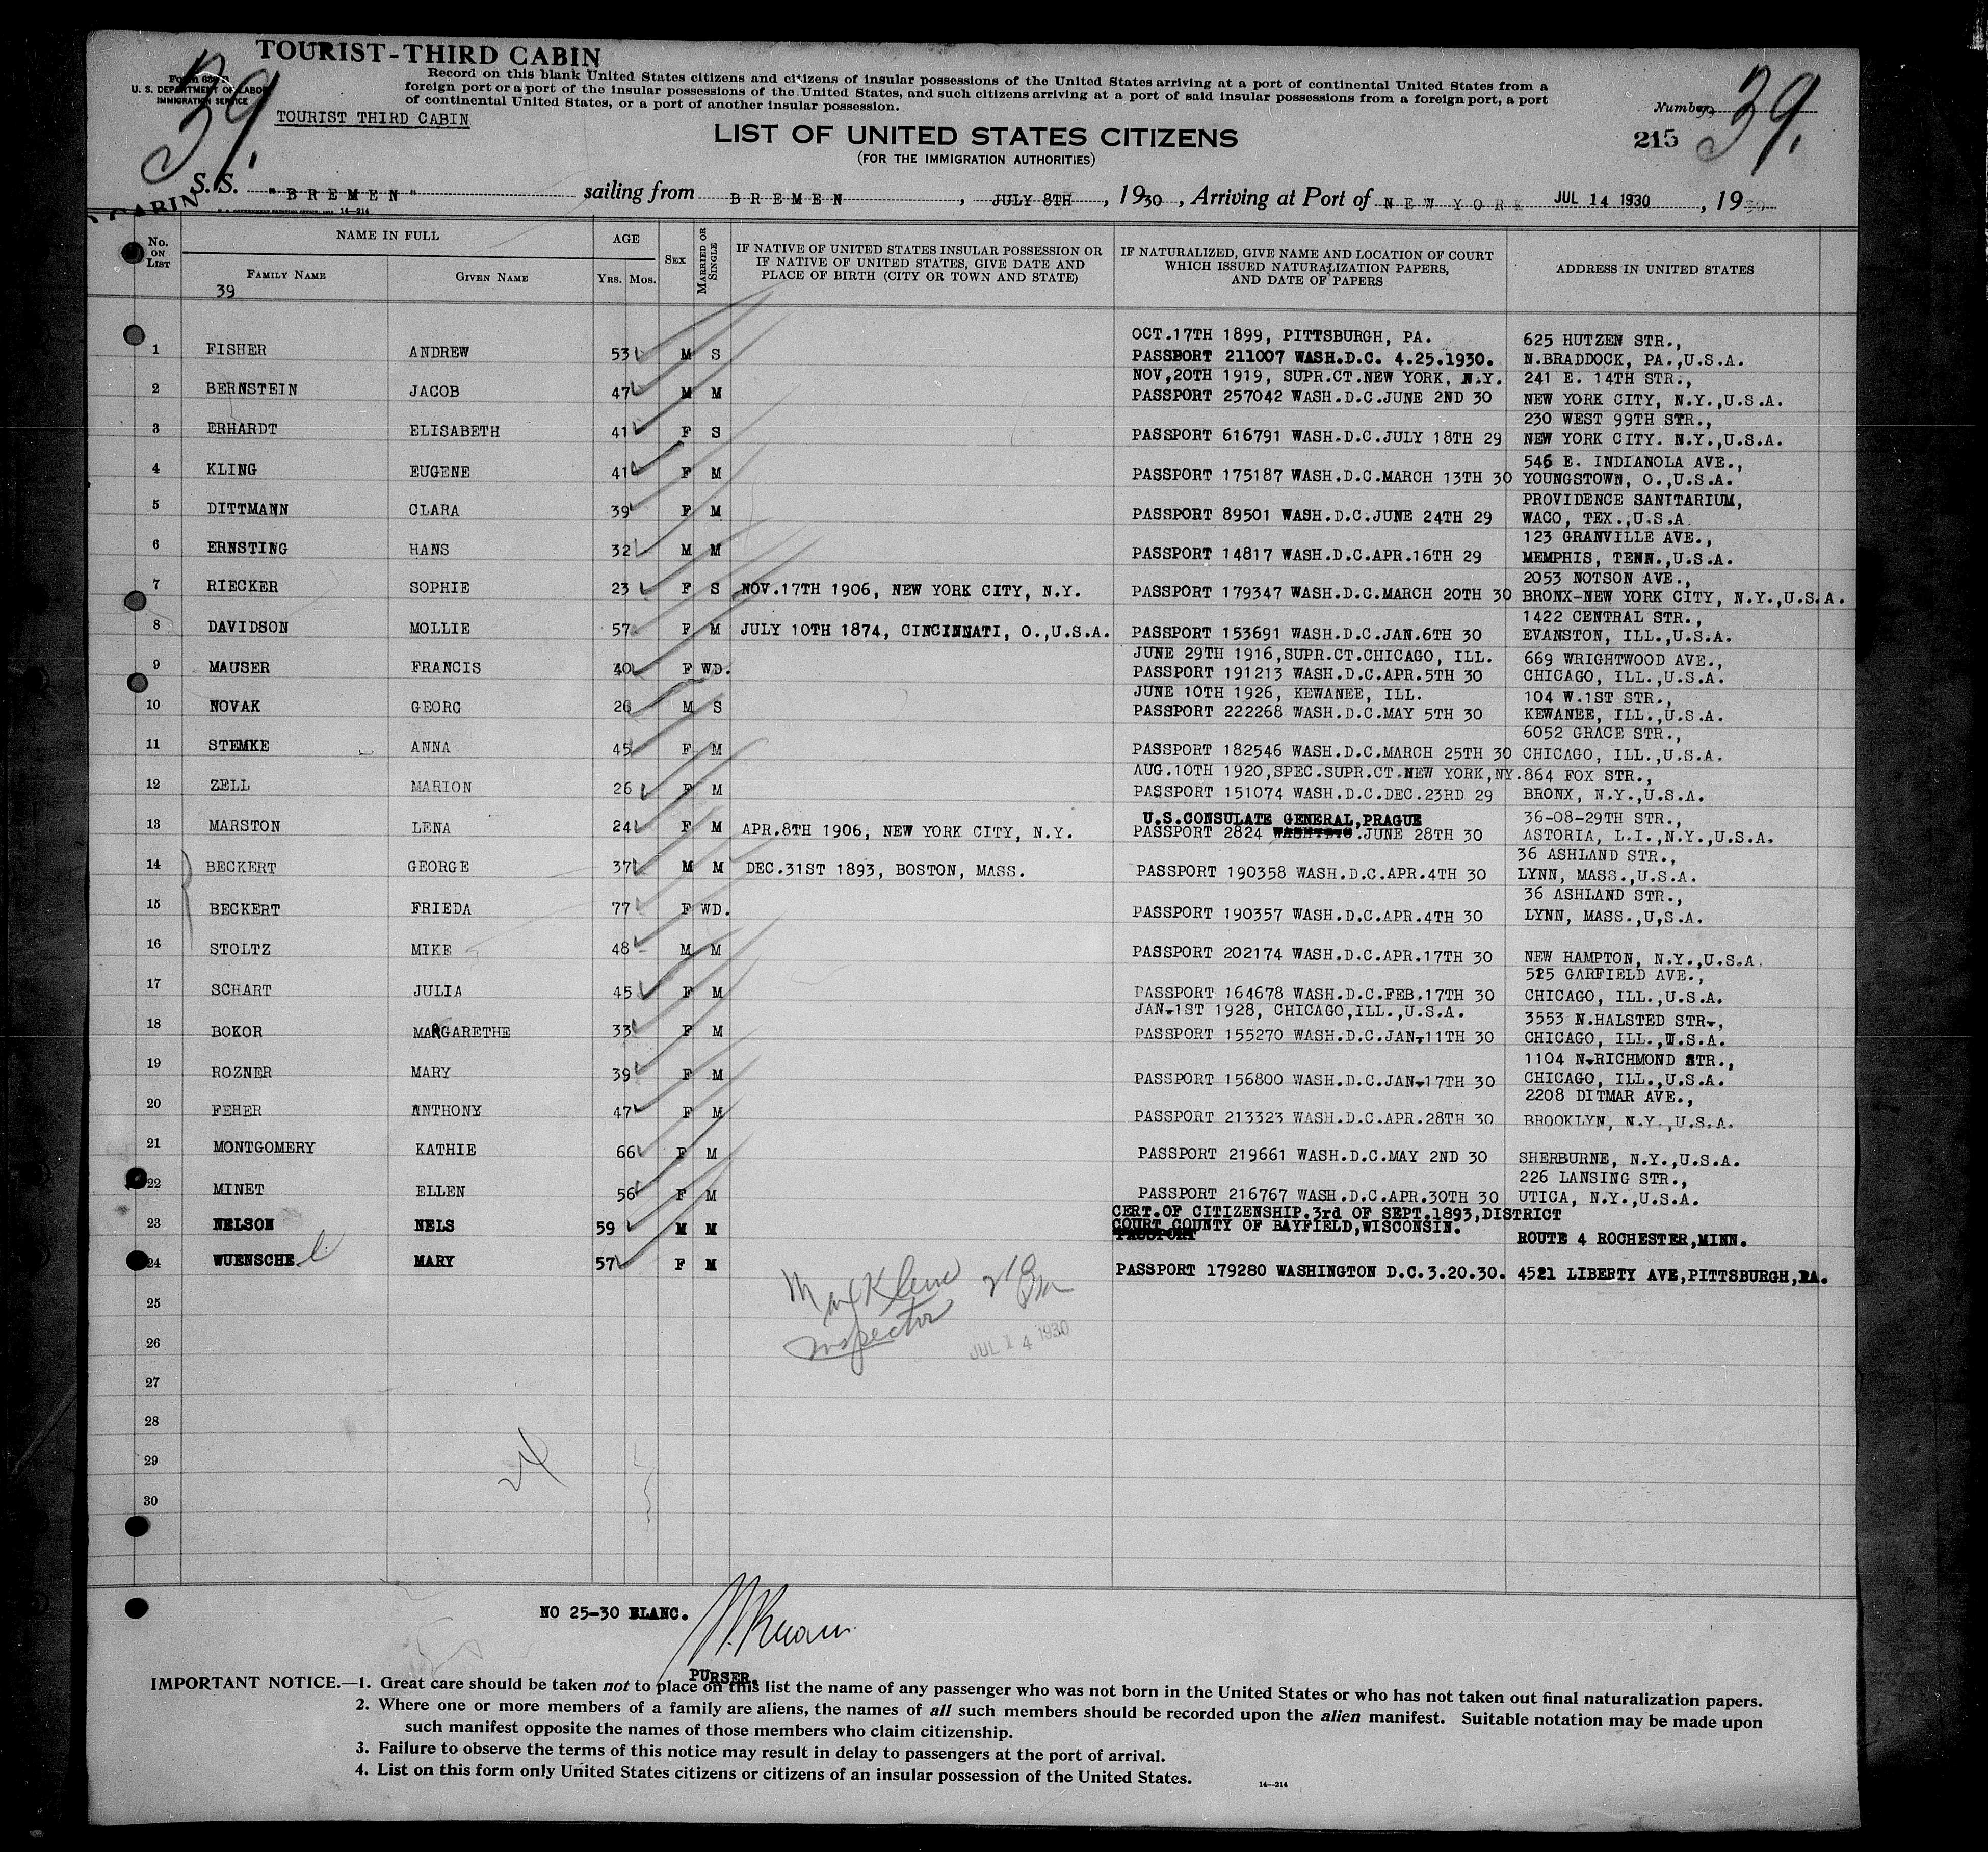 TOURIST-THIRD CABIN
Record on this blank United States citizens and citizens of insular possessions of the United States arriving at a port of continental United States from a
foreign port or a port of the insular possessions of the United States, and such citizens arriving at a port of said insular possessions from a foreign port, a port
of continental United States, or a port of another insular possession.
U. S. DEPARTMENT OF LABOR
IMMIGRATION SERVICE
39.
TOURIST THIRD CABIN
Number 39.
215
LIST OF UNITED STATES CITIZENS
(FOR THE IMMIGRATION AUTHORITIES)
S. S. "BREMEN" sailing from BREMEN, JULY 8TH, 1930, Arriving at Port of NEW YORK JUL 14 1930, 1930
CABIN
14-214
No. ON LIST
NAME IN FULL
FAMILY NAME
GIVEN NAME
AGE
YRS. MOS.
SEX
MARRIED OR SINGLE
IF NATIVE OF UNITED STATES INSULAR POSSESSION OR
IF NATIVE OF UNITED STATES, GIVE DATE AND
PLACE OF BIRTH (CITY OR TOWN AND STATE)
IF NATURALIZED, GIVE NAME AND LOCATION OF COURT
WHICH ISSUED NATURALIZATION PAPERS,
AND DATE OF PAPERS
ADDRESS IN UNITED STATES
39
OCT.17TH 1899, PITTSBURGH, PA. 625 HUTZEN STR.,
1 FISHER ANDREW 53 M S PASSPORT 211007 WASH.D.C. 4.25.1930. N.BRADDOCK, PA.,U.S.A.
NOV,20TH 1919, SUPR.CT.NEW YORK, N.Y. 241 E. 14TH STR.,
2 BERNSTEIN JACOB 47 M M PASSPORT 257042 WASH.D.C.JUNE 2ND 30 NEW YORK CITY, N.Y.,U.S.A.
230 WEST 99TH STR.,
3 ERHARDT ELISABETH 41 F S PASSPORT 616791 WASH.D.C.JULY 18TH 29 NEW YORK CITY. N.Y.,U.S.A.
546 E. INDIANOLA AVE.,
4 KLING EUGENE 41 F M PASSPORT 175187 WASH.D.C.MARCH 13TH 30 YOUNGSTOWN, O.,U.S.A.
PROVIDENCE SANITARIUM,
5 DITTMANN CLARA 39 F M PASSPORT 89501 WASH.D.C.JUNE 24TH 29 WACO, TEX.,U.S.A
123 GRANVILLE AVE.,
6 ERNSTING HANS 32 M M PASSPORT 14817 WASH.D.C.APR.16TH 29 MEMPHIS, TENN.,U.S.A.
2053 NOTSON AVE.,
7 RIECKER SOPHIE 23 F S NOV.17TH 1906, NEW YORK CITY, N.Y. PASSPORT 179347 WASH.D.C.MARCH 20TH 30 BRONX-NEW YORK CITY, N.Y.,U.S.A.
1422 CENTRAL STR.,
8 DAVIDSON MOLLIE 57 F M JULY 10TH 1874, CINCINNATI, O.,U.S.A. PASSPORT 153691 WASH.D.C.JAN.6TH 30 EVANSTON, ILL.,U.S.A.
JUNE 29TH 1916,SUPR.CT.CHICAGO, ILL. 669 WRIGHTWOOD AVE.,
9 MAUSER FRANCIS 40 F WD. PASSPORT 191213 WASH.D.C.APR.5TH 30 CHICAGO, ILL.,U.S.A.
JUNE 10TH 1926, KEWANEE, ILL. 104 W.1ST STR.,
10 NOVAK GEORG 26 M S PASSPORT 222268 WASH.D.C.MAY 5TH 30 KEWANEE, ILL.,U.S.A.
6052 GRACE STR.,
11 STEMKE ANNA 45 F M PASSPORT 182546 WASH.D.C.MARCH 25TH 30 CHICAGO, ILL.,U.S.A.
AUG.10TH 1920,SPEC.SUPR.CT.NEW YORK,NY. 864 FOX STR.,
12 ZELL MARION 26 F M PASSPORT 151074 WASH.D.C.DEC.23RD 29 BRONX, N.Y.,U.S.A.
U.S.CONSULATE GENERAL,PRAGUE 36-08-29TH STR.,
13 MARSTON LENA 24 F M APR.8TH 1906, NEW YORK CITY, N.Y. PASSPORT 2824 .JUNE 28TH 30 ASTORIA, L.I.,N.Y.,U.S.A.
36 ASHLAND STR.,
14 BECKERT GEORGE 37 M M DEC.31ST 1893, BOSTON, MASS. PASSPORT 190358 WASH.D.C.APR.4TH 30 LYNN, MASS.,U.S.A.
36 ASHLAND STR.,
15 BECKERT FRIEDA 77 F WD. PASSPORT 190357 WASH.D.C.APR.4TH 30 LYNN, MASS.,U,S.A.
16 STOLTZ MIKE 48 M M PASSPORT 202174 WASH.D.C.APR.17TH 30 NEW HAMPTON, N.Y.,U.S.A.
525 GARFIELD AVE.,
17 SCHART JULIA 45 F M PASSPORT 164678 WASH.D.C.FEB.17TH 30 CHICAGO, ILL.,U.S.A.
JAN.1ST 1928, CHICAGO,ILL.,U.S.A. 3553 N.HALSTED STR.,
18 BOKOR MARGARETHE 33 F M PASSPORT 155270 WASH.D.C.JAN.11TH 30 CHICAGO, ILL.,U.S.A.
1104 N.RICHMOND STR.,
19 ROZNER MARY 39 F M PASSPORT 156800 WASH.D.C.JAN.17TH 30 CHICAGO, ILL.,U.S.A.
2208 DITMAR AVE.,
20 FEHER ANTHONY 47 F M PASSPORT 213323 WASH.D.C.APR.28TH 30 BROOKLYN, N.Y.,U.S.A.
21 MONTGOMERY KATHIE 66 F M PASSPORT 219661 WASH.D.C.MAY 2ND 30 SHERBURNE, N.Y.,U.S.A.
226 LANSING STR.,
22 MINET ELLEN 56 F M PASSPORT 216767 WASH.D.C.APR.30TH 30 UTICA, N.Y.,U.S.A.
CERT.OF CITIZENSHIP.3rd OF SEPT.1893,DISTRICT
23 NELSON NELS 59 M M COURT COUNTY OF BAYFIELD,WISCONSIN. ROUTE 4 ROCHESTER,MINN.
PASSPORT
24 WUENSCHEL MARY 57 F M PASSPORT 179280 WASHINGTON D.C.3.20.30. 4521 LIBERTY AVE,PITTSBURGH,PA.
Inspector
JUL 14 1930
25
26
27
28
29
24
30
NO 25-30 BLANC.
PURSER.
IMPORTANT NOTICE.—1. Great care should be taken not to place on this list the name of any passenger who was not born in the United States or who has not taken out final naturalization papers.
2. Where one or more members of a family are aliens, the names of all such members should be recorded upon the alien manifest. Suitable notation may be made upon
such manifest opposite the names of those members who claim citizenship.
3. Failure to observe the terms of this notice may result in delay to passengers at the port of arrival.
4. List on this form only United States citizens or citizens of an insular possession of the United States.
14—214